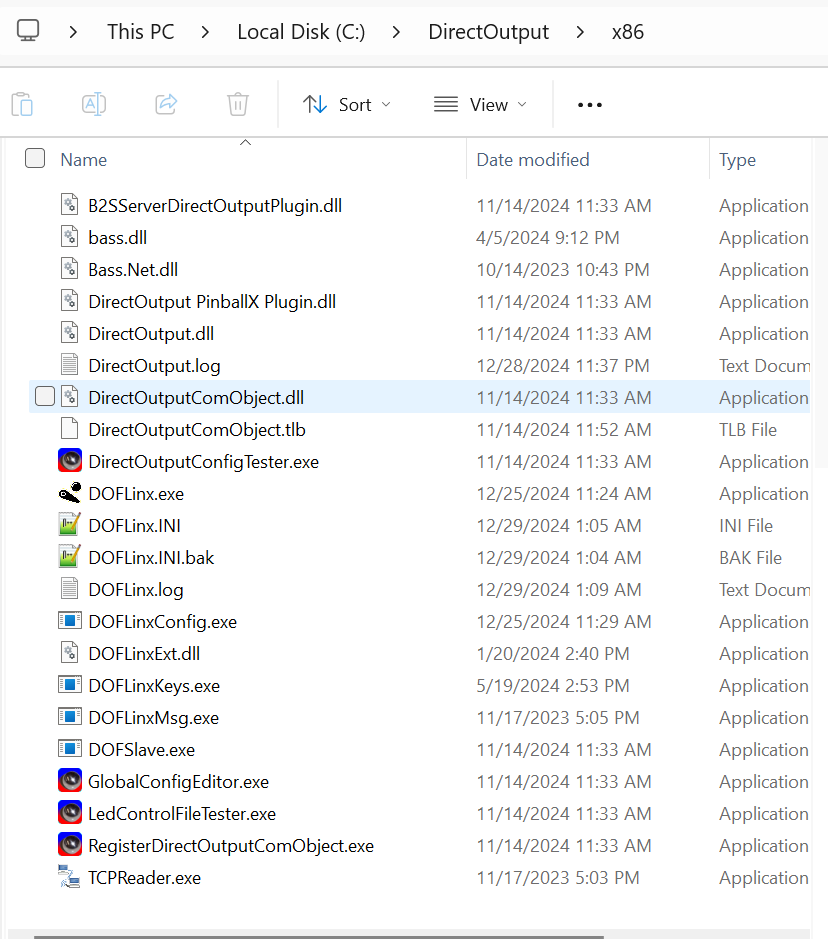 This PC > Local Disk (C:) > DirectOutput > x86
Sort View
Name Date modified Type
B2SServerDirectOutputPlugin.dll 11/14/2024 11:33 AM Application
bass.dll 4/5/2024 9:12 PM Application
Bass.Net.dll 10/14/2023 10:43 PM Application
DirectOutput PinballX Plugin.dll 11/14/2024 11:33 AM Application
DirectOutput.dll 11/14/2024 11:33 AM Application
DirectOutput.log 12/28/2024 11:37 PM Text Docum
DirectOutputComObject.dll 11/14/2024 11:33 AM Application
DirectOutputComObject.tlb 11/14/2024 11:52 AM TLB File
DirectOutputConfigTester.exe 11/14/2024 11:33 AM Application
DOFLinx.exe 12/25/2024 11:24 AM Application
DOFLinx.INI 12/29/2024 1:05 AM INI File
DOFLinx.INI.bak 12/29/2024 1:04 AM BAK File
DOFLinx.log 12/29/2024 1:09 AM Text Docum
DOFLinxConfig.exe 12/25/2024 11:29 AM Application
DOFLinxExt.dll 1/20/2024 2:40 PM Application
DOFLinxKeys.exe 5/19/2024 2:53 PM Application
DOFLinxMsg.exe 11/17/2023 5:05 PM Application
DOFSlave.exe 11/14/2024 11:33 AM Application
GlobalConfigEditor.exe 11/14/2024 11:33 AM Application
LedControlFileTester.exe 11/14/2024 11:33 AM Application
RegisterDirectOutputComObject.exe 11/14/2024 11:33 AM Application
TCPReader.exe 11/17/2023 5:03 PM Application